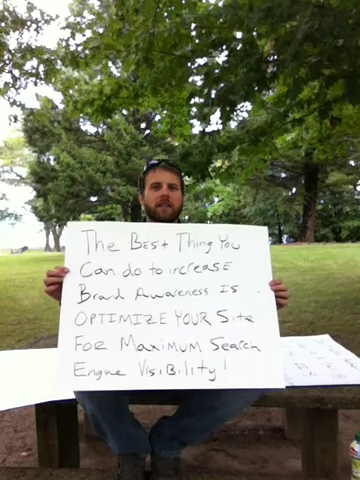 The Best Thing You
Can do to increase
Brand Awareness IS
OPTIMIZE YOUR Site
FOR Maximum Search
Engine VISIBILITY!